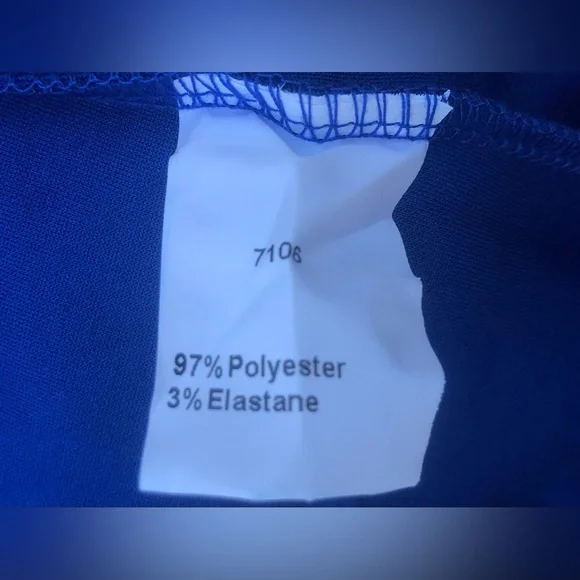 7106
97% Polyester
3% Elastane